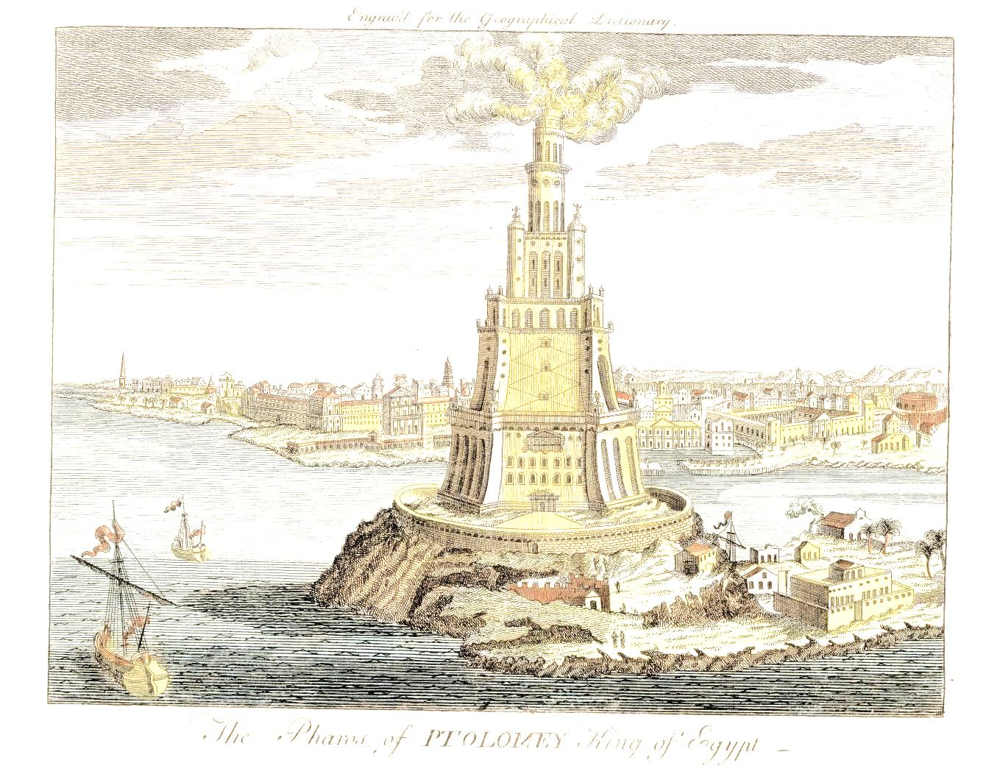 Engrav'd for the Geographical Dictionary.
The Pharos of PTOLOMEY King of Egypt